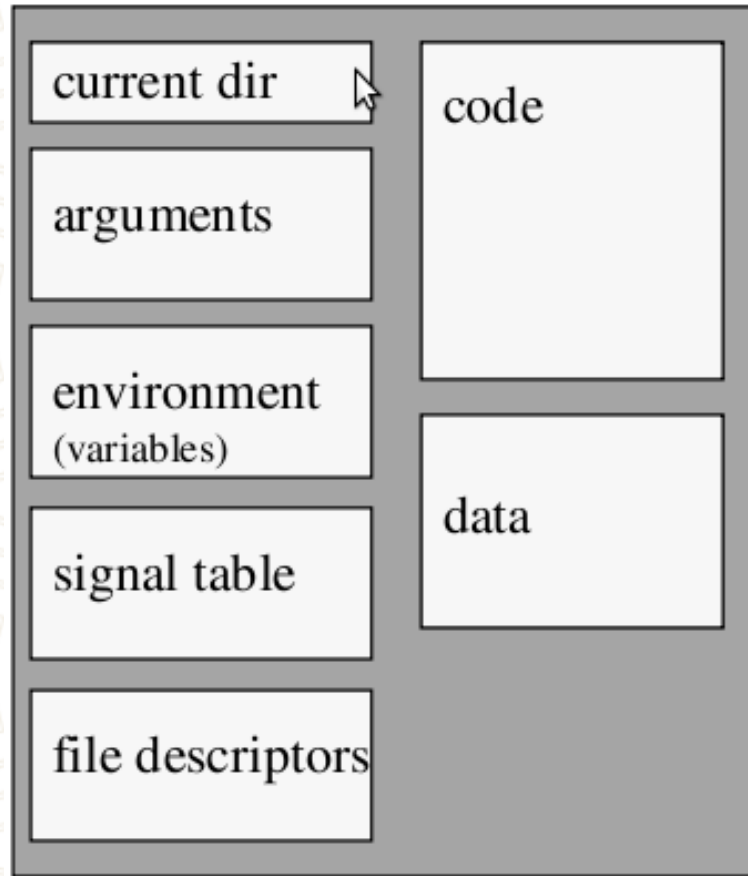 current dir
arguments
environment
(variables)
signal table
file descriptors
code
data